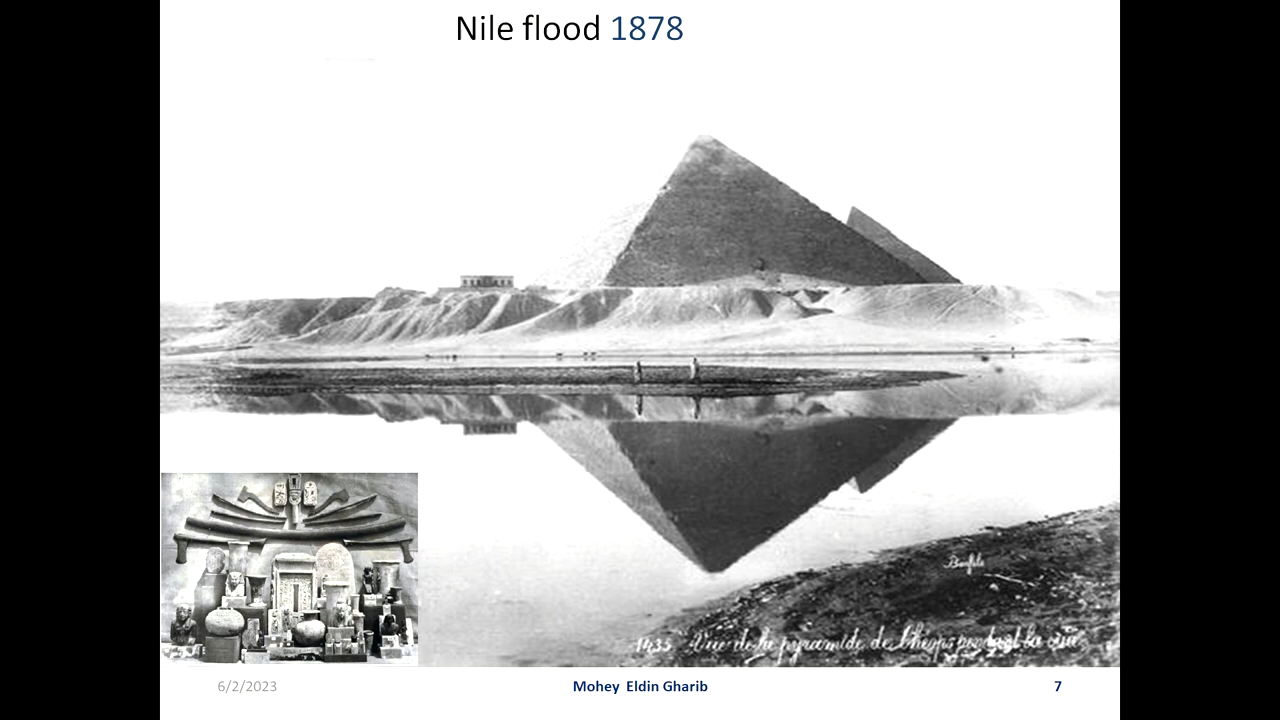 Nile flood 1878
Bonfils
1435 Vue de la pyramide de Cheops pendant la crue
6/2/2023
Mohey Eldin Gharib
7